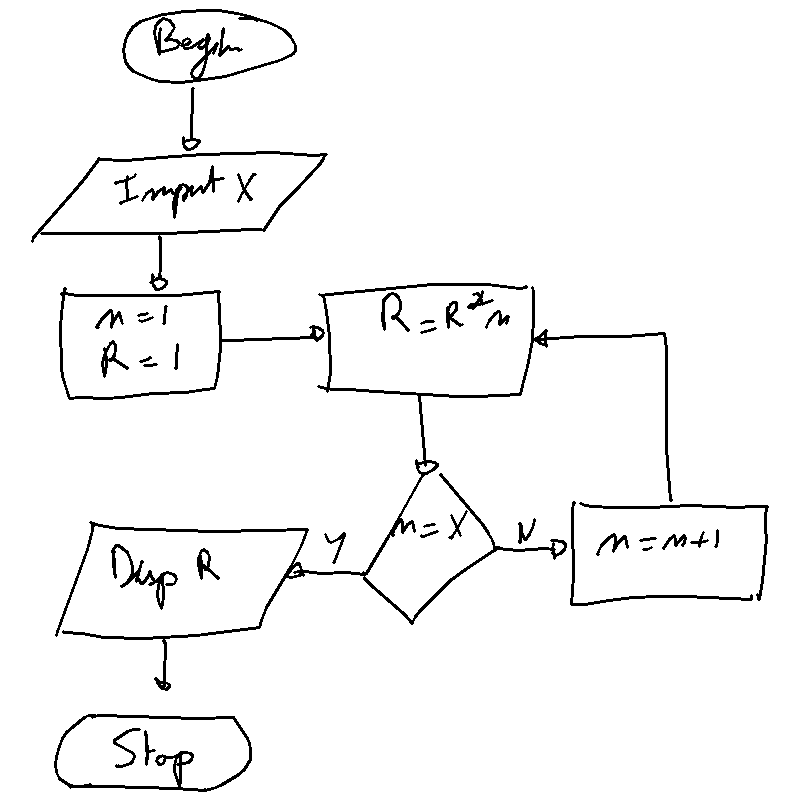 Begin
Input X
n = 1
R = 1
R = R * n
n = X
N
n = n + 1
Y
Disp R
Stop